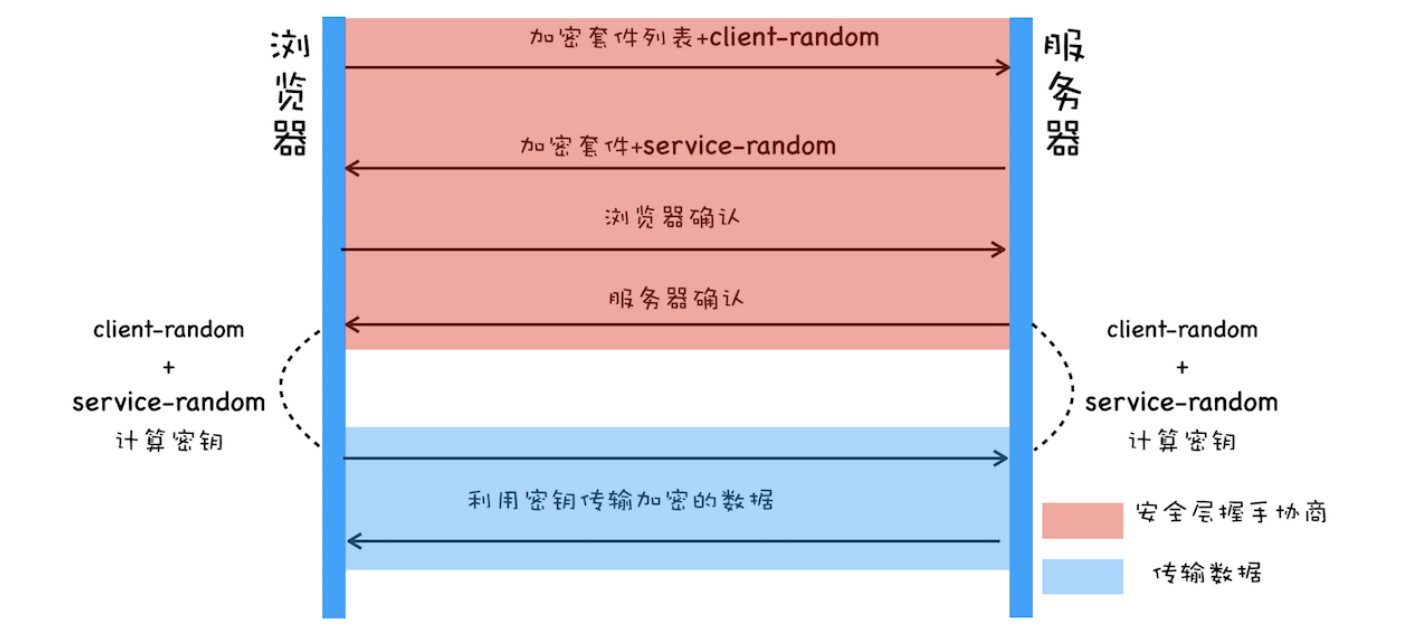 浏览器
服务器
加密套件列表+client-random
加密套件+service-random
浏览器确认
服务器确认
client-random
+
service-random
计算密钥
client-random
+
service-random
计算密钥
利用密钥传输加密的数据
安全层握手协商
传输数据